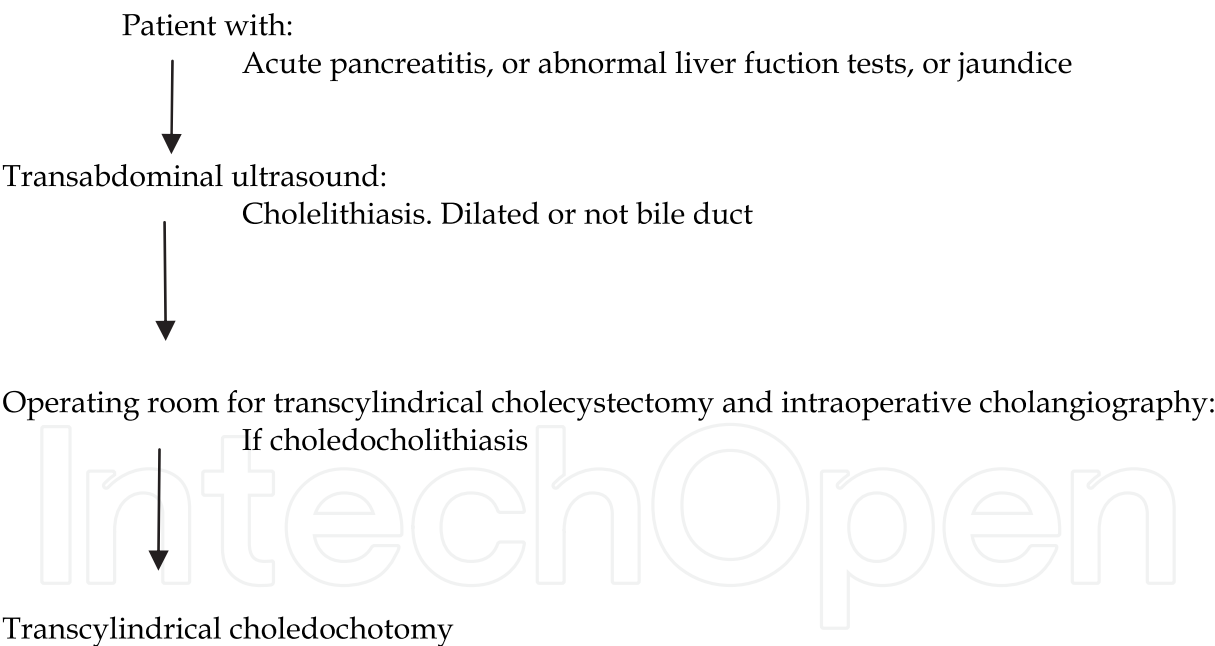 Patient with:
Acute pancreatitis, or abnormal liver fuction tests, or jaundice
Transabdominal ultrasound:
Cholelithiasis. Dilated or not bile duct
Operating room for transcylindrical cholecystectomy and intraoperative cholangiography:
If choledocholithiasis
IntechOpen
Transcylindrical choledochotomy